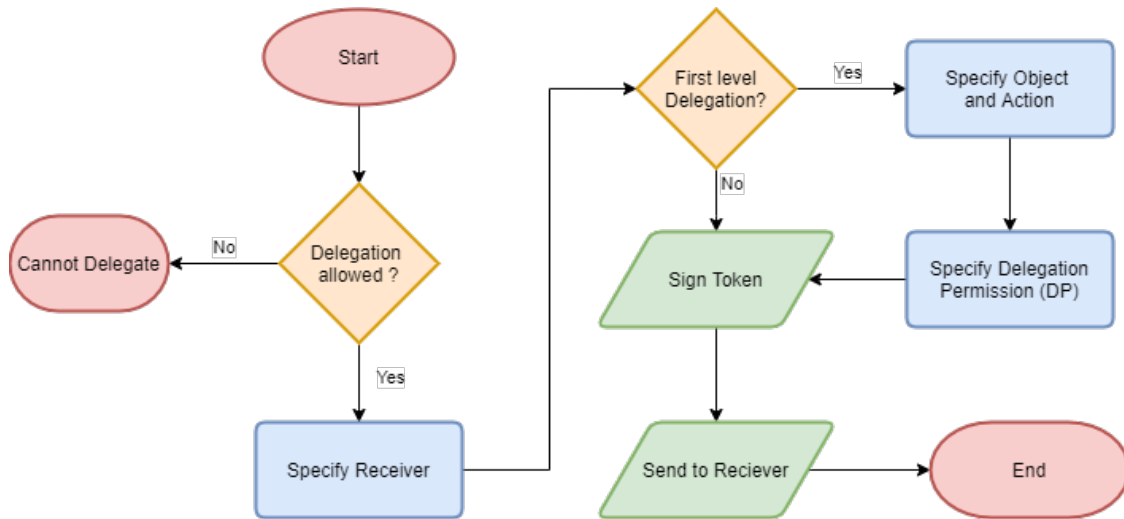 Start
Delegation
allowed ?
No
Cannot Delegate
Yes
Specify Receiver
First level
Delegation?
Yes
Specify Object
and Action
No
Specify Delegation
Permission (DP)
Sign Token
Send to Reciever
End